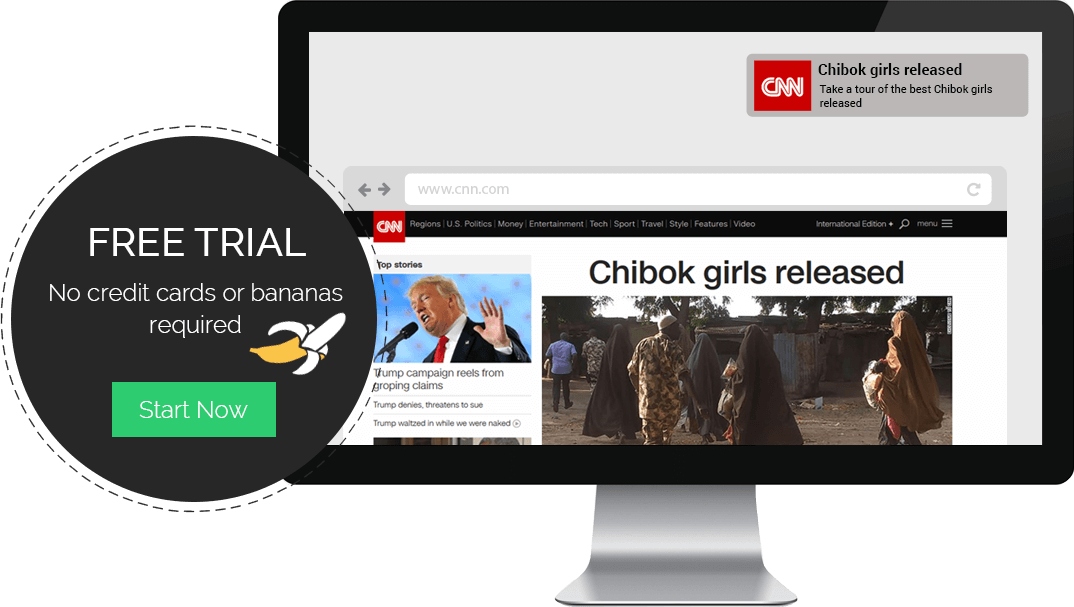 FREE TRIAL
No credit cards or bananas
required
Start Now
CNN
Chibok girls released
Take a tour of the best Chibok girls
released
www.cnn.com
CNN
Regions | U.S. Politics | Money | Entertainment | Tech | Sport | Travel | Style | Features | Video
International Edition
menu
Top stories
Trump campaign reels from
groping claims
Trump denies, threatens to sue
Trump waltzed in while we were naked
Chibok girls released